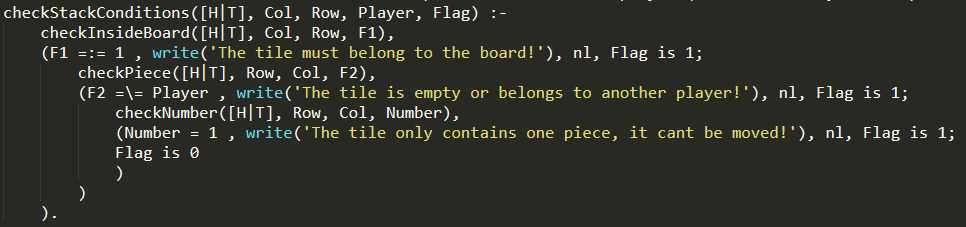 checkStackConditions([H|T], Col, Row, Player, Flag) :-
checkInsideBoard([H|T], Col, Row, F1),
(F1 =:= 1 , write('The tile must belong to the board!'), nl, Flag is 1;
checkPiece([H|T], Row, Col, F2),
(F2 =\= Player , write('The tile is empty or belongs to another player!'), nl, Flag is 1;
checkNumber([H|T], Row, Col, Number),
(Number = 1 , write('The tile only contains one piece, it cant be moved!'), nl, Flag is 1;
Flag is 0
)
)
).